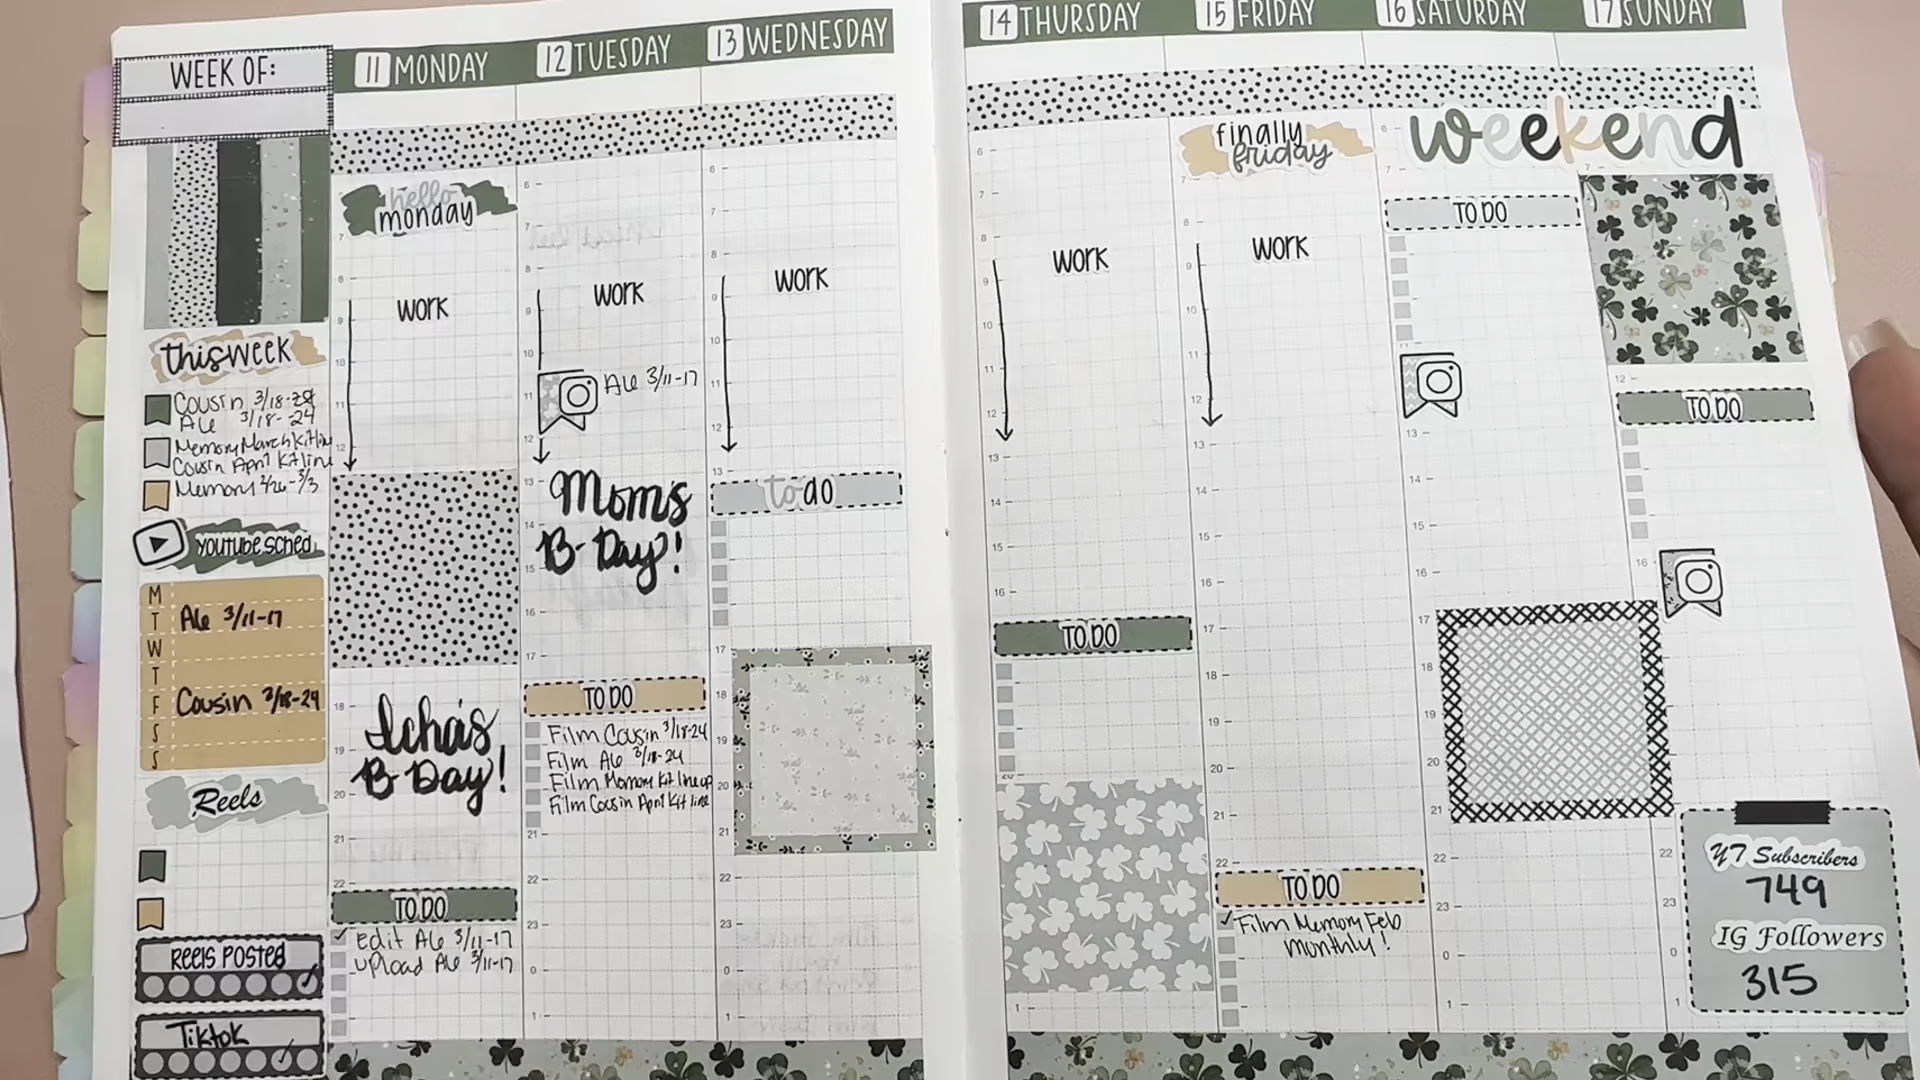 WEEK OF:
11 MONDAY
12 TUESDAY
13 WEDNESDAY
14 THURSDAY
15 FRIDAY
16 SATURDAY
17 SUNDAY
this week
Cousin 3/18-24
Ale 3/18-24
Memory March Kit line
Cousin April Kit line
Memory 2/26-3/3
youtube sched
M
T Ale 3/11-17
W
T
F Cousin 3/18-24
S
S
Reels
REELS POSTED
Tiktok
hello
monday
WORK
Icha's
B-Day!
TO DO
edit Ale 3/11-17
upload Ale 3/11-17
WORK
Ale 3/11-17
Moms
B-Day!
TO DO
Film Cousin 3/18-24
Film Ale 3/18-24
Film Memory Kit line up
Film Cousin April Kit line
WORK
to do
WORK
TO DO
finally
friday
WORK
TO DO
Film Memory Feb
monthly!
weekend
TO DO
TO DO
YT Subscribers
749
IG Followers
315